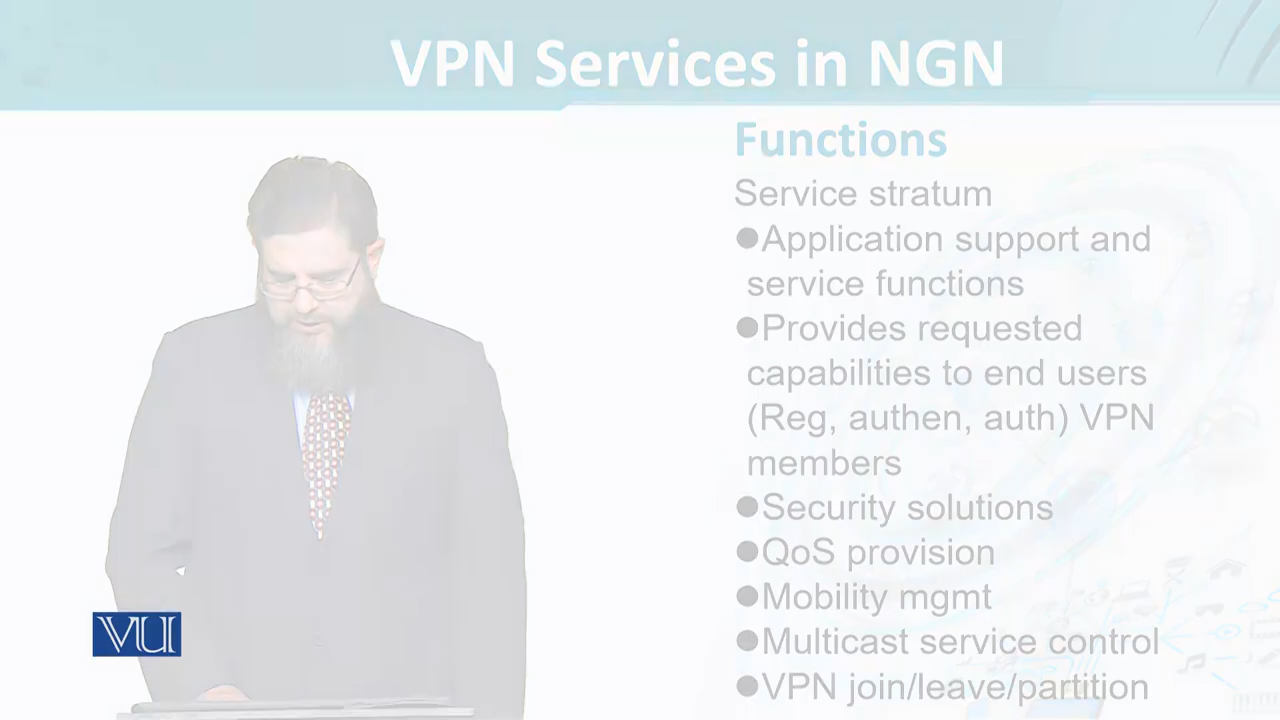 VPN Services in NGN
Functions
Service stratum
●Application support and
service functions
●Provides requested
capabilities to end users
(Reg, authen, auth) VPN
members
●Security solutions
●QoS provision
●Mobility mgmt
●Multicast service control
●VPN join/leave/partition
VU